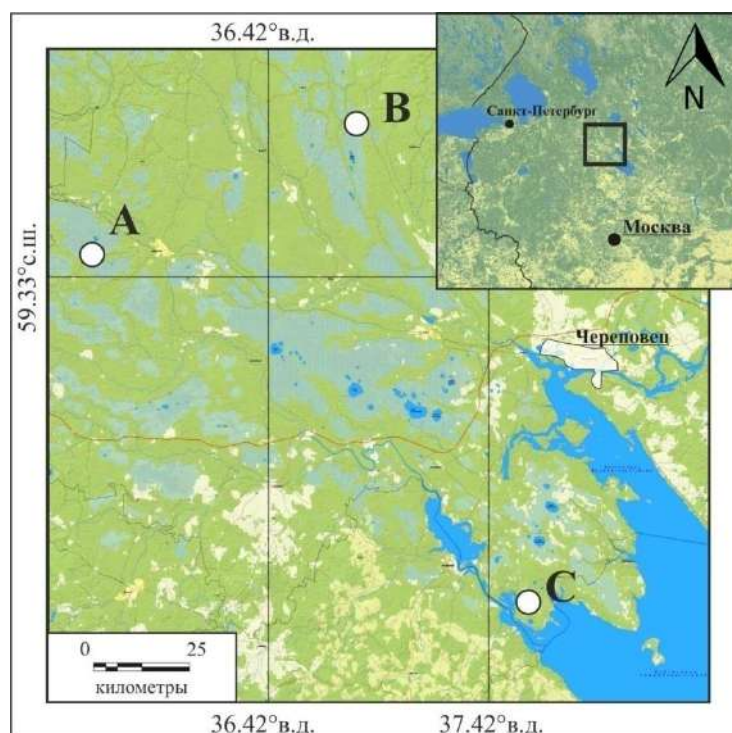 36.42°в.д.
Санкт-Петербург
N
Москва
B
A
59.33°с.ш.
Череповец
C
0 25
километры
36.42°в.д. 37.42°в.д.